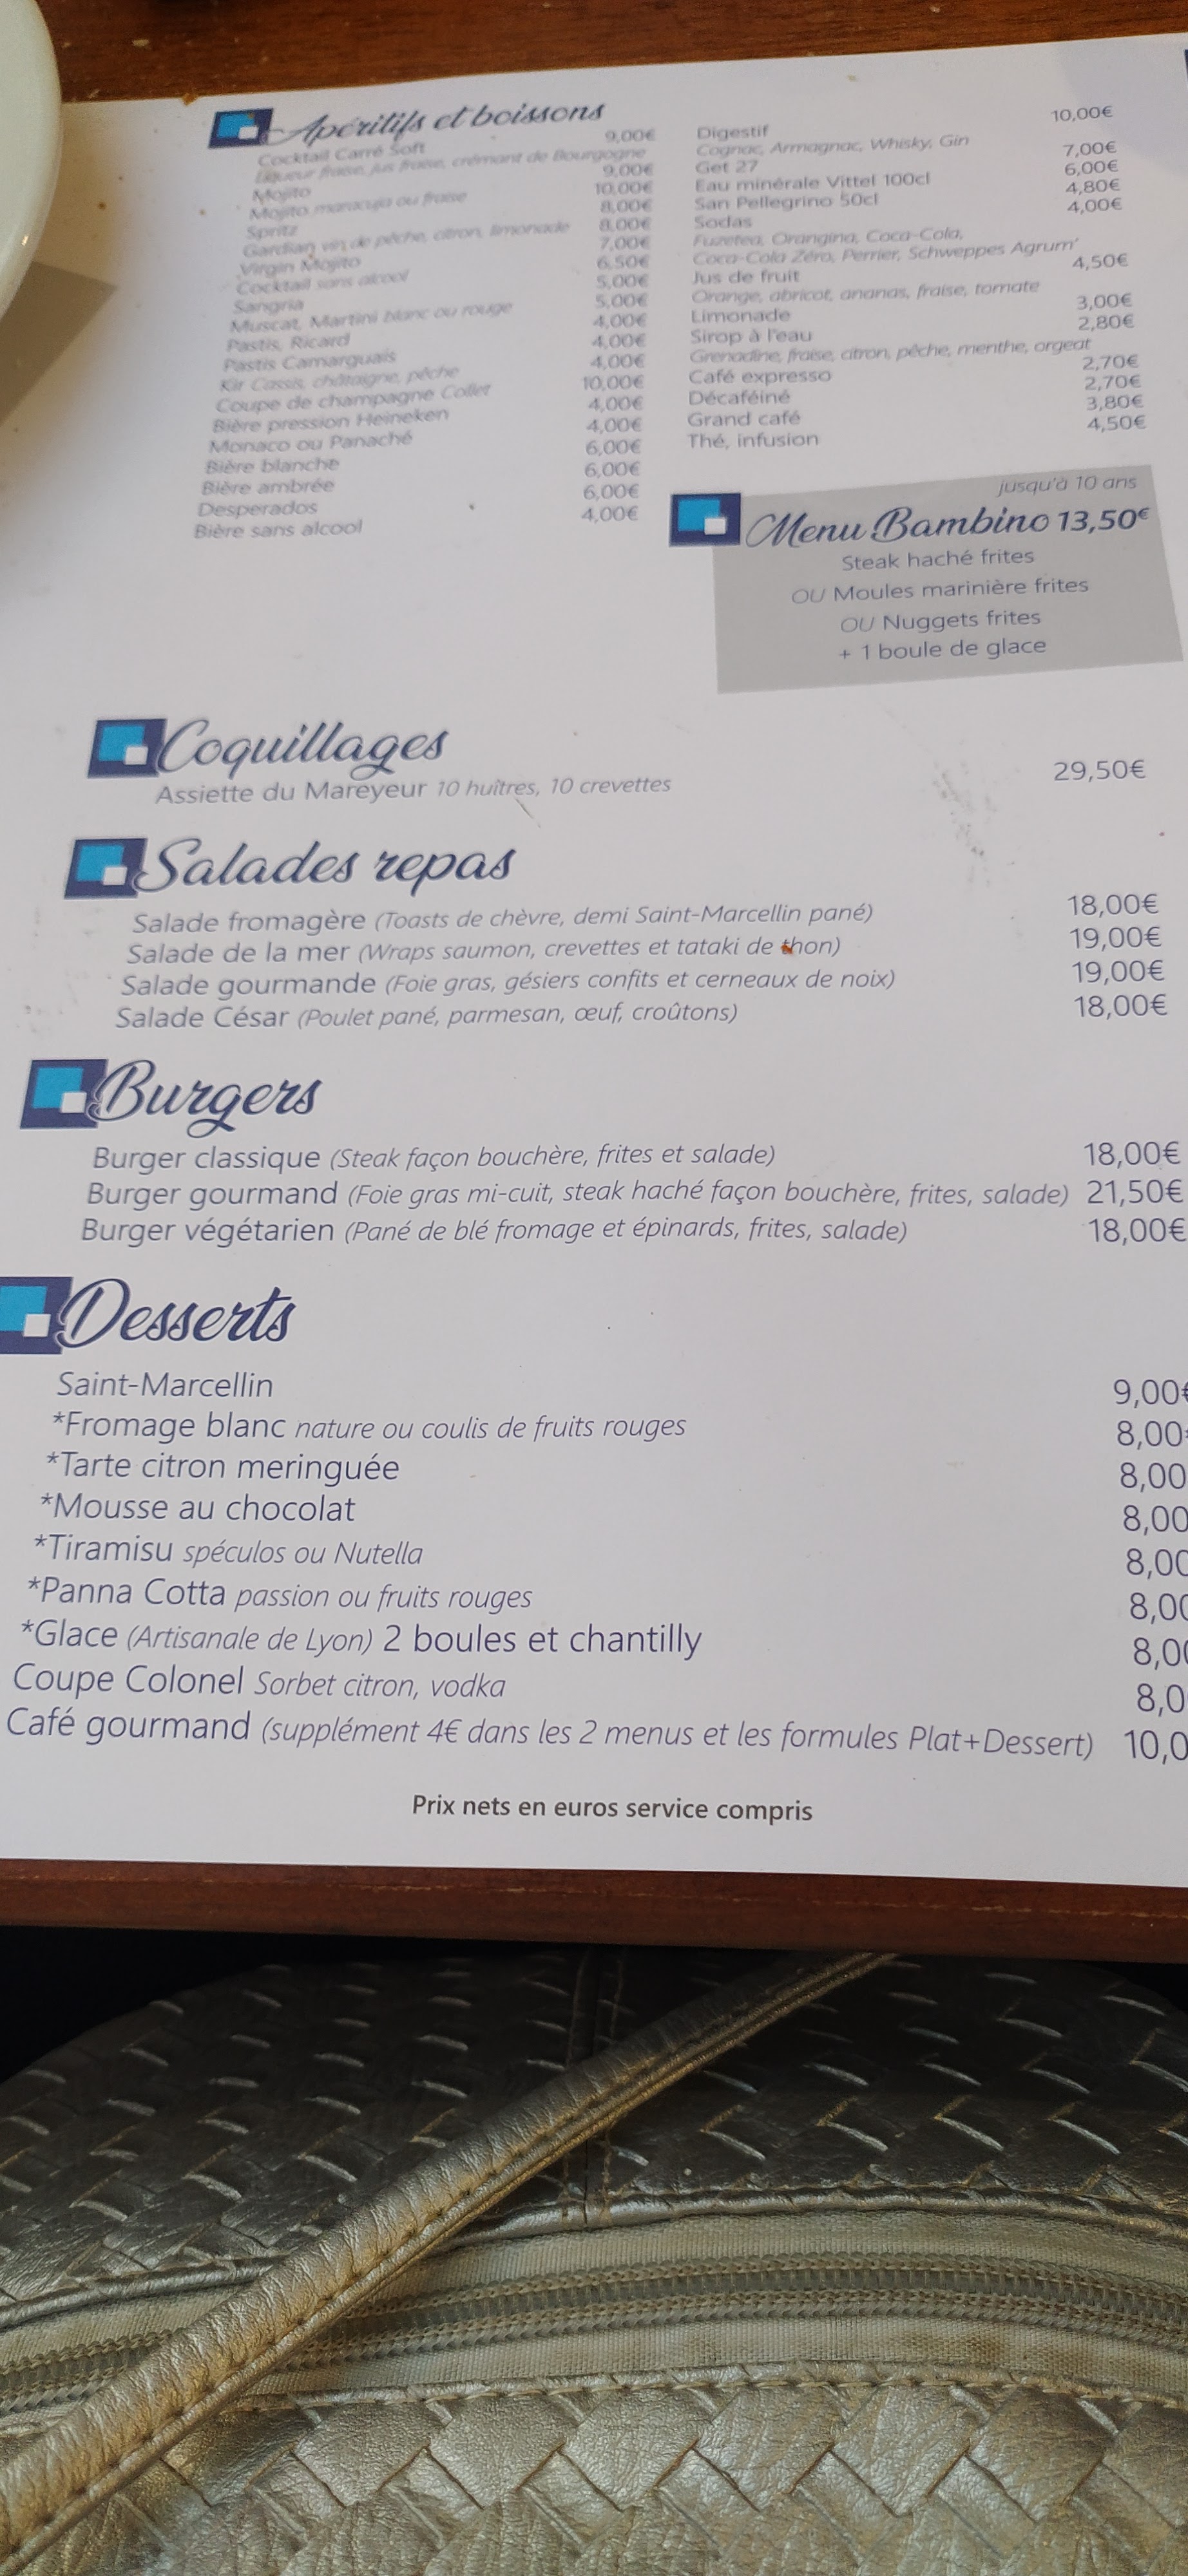 Apéritifs et boissons
Cocktail Carré Soft 9,00€
Liqueur fraise, jus fraise, crémant de Bourgogne
Mojito 9,00€
Mojito maracuja ou fraise 10,00€
Spritz 8,00€
Gardian vin de pêche, citron, limonade 8,00€
Virgin Mojito 7,00€
Cocktail sans alcool 6,50€
Sangria 5,00€
Muscat, Martini blanc ou rouge 5,00€
Pastis, Ricard 4,00€
Pastis Camarguais 4,00€
Kir Cassis, châtaigne, pêche 4,00€
Coupe de champagne Collet 10,00€
Bière pression Heineken 4,00€
Monaco ou Panaché 4,00€
Bière blanche 6,00€
Bière ambrée 6,00€
Desperados 6,00€
Bière sans alcool 4,00€
Digestif 10,00€
Cognac, Armagnac, Whisky, Gin
Get 27 7,00€
Eau minérale Vittel 100cl 6,00€
San Pellegrino 50cl 4,80€
Sodas 4,00€
Fuzetea, Orangina, Coca-Cola,
Coca-Cola Zéro, Perrier, Schweppes Agrum'
Jus de fruit 4,50€
Orange, abricot, ananas, fraise, tomate
Limonade 3,00€
Sirop à l'eau 2,80€
Grenadine, fraise, citron, pêche, menthe, orgeat
Café expresso 2,70€
Décaféiné 2,70€
Grand café 3,80€
Thé, infusion 4,50€
jusqu'à 10 ans
Menu Bambino 13,50€
Steak haché frites
OU Moules marinière frites
OU Nuggets frites
+ 1 boule de glace
Coquillages
Assiette du Mareyeur 10 huîtres, 10 crevettes 29,50€
Salades repas
Salade fromagère (Toasts de chèvre, demi Saint-Marcellin pané) 18,00€
Salade de la mer (Wraps saumon, crevettes et tataki de thon) 19,00€
Salade gourmande (Foie gras, gésiers confits et cerneaux de noix) 19,00€
Salade César (Poulet pané, parmesan, œuf, croûtons) 18,00€
Burgers
Burger classique (Steak façon bouchère, frites et salade) 18,00€
Burger gourmand (Foie gras mi-cuit, steak haché façon bouchère, frites, salade) 21,50€
Burger végétarien (Pané de blé fromage et épinards, frites, salade) 18,00€
Desserts
Saint-Marcellin 9,00€
*Fromage blanc nature ou coulis de fruits rouges 8,00€
*Tarte citron meringuée 8,00
*Mousse au chocolat 8,00
*Tiramisu spéculos ou Nutella 8,00
*Panna Cotta passion ou fruits rouges 8,00
*Glace (Artisanale de Lyon) 2 boules et chantilly 8,00
Coupe Colonel Sorbet citron, vodka 8,0
Café gourmand (supplément 4€ dans les 2 menus et les formules Plat+Dessert) 10,0
Prix nets en euros service compris